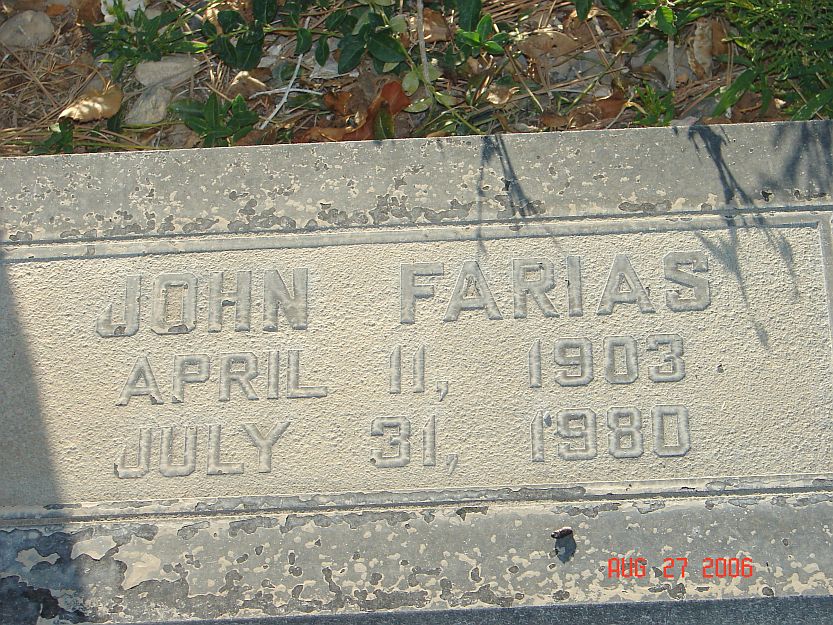 JOHN FARIAS
APRIL 11, 1903
JULY 31, 1980
AUG 27 2006